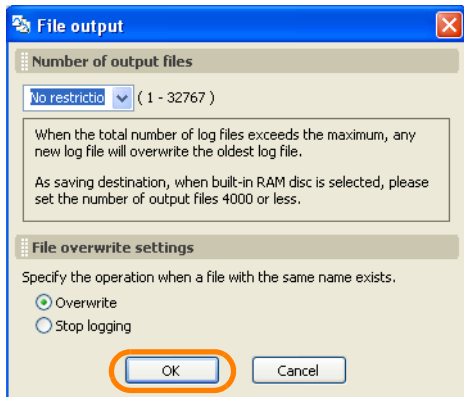 File output
Number of output files
No restrictio ( 1 - 32767 )
When the total number of log files exceeds the maximum, any
new log file will overwrite the oldest log file.
As saving destination, when built-in RAM disc is selected, please
set the number of output files 4000 or less.
File overwrite settings
Specify the operation when a file with the same name exists.
Overwrite
Stop logging
OK Cancel